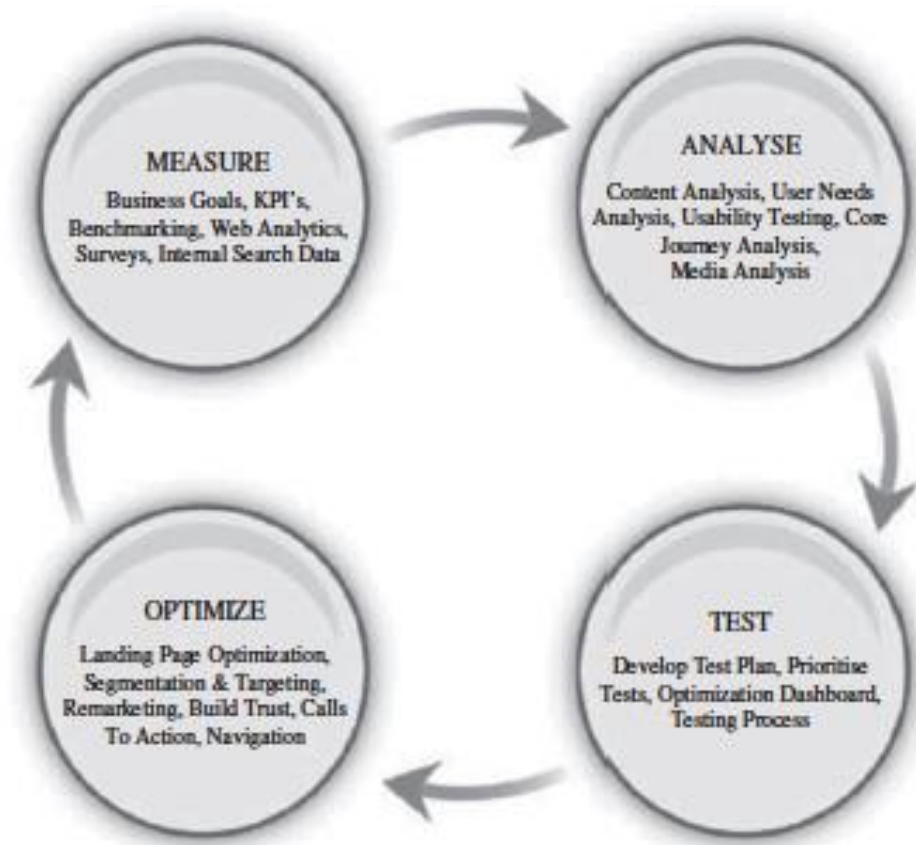 MEASURE
Business Goals, KPI's,
Benchmarking, Web Analytics,
Surveys, Internal Search Data
ANALYSE
Content Analysis, User Needs
Analysis, Usability Testing, Core
Journey Analysis,
Media Analysis
TEST
Develop Test Plan, Prioritise
Tests, Optimization Dashboard,
Testing Process
OPTIMIZE
Landing Page Optimization,
Segmentation & Targeting,
Remarketing, Build Trust, Calls
To Action, Navigation